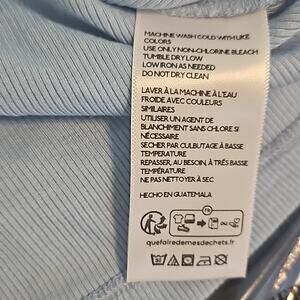 MACHINE WASH COLD WITH LIKE
COLORS
USE ONLY NON-CHLORINE BLEACH
TUMBLE DRY LOW
LOW IRON AS NEEDED
DO NOT DRY CLEAN
LAVER À LA MACHINE À L'EAU
FROIDE AVEC COULEURS
SIMILAIRES
UTILISER UN AGENT DE
BLANCHIMENT SANS CHLORE SI
NÉCESSAIRE
SECHER PAR CULBUTAGE À BASSE
TEMPERATURE
REPASSER, AU BESOIN, À TRÈS BASSE
TEMPÉRATURE
NE PAS NETTOYER À SEC
HECHO EN GUATEMALA
FR
quefairedemesdechets.fr